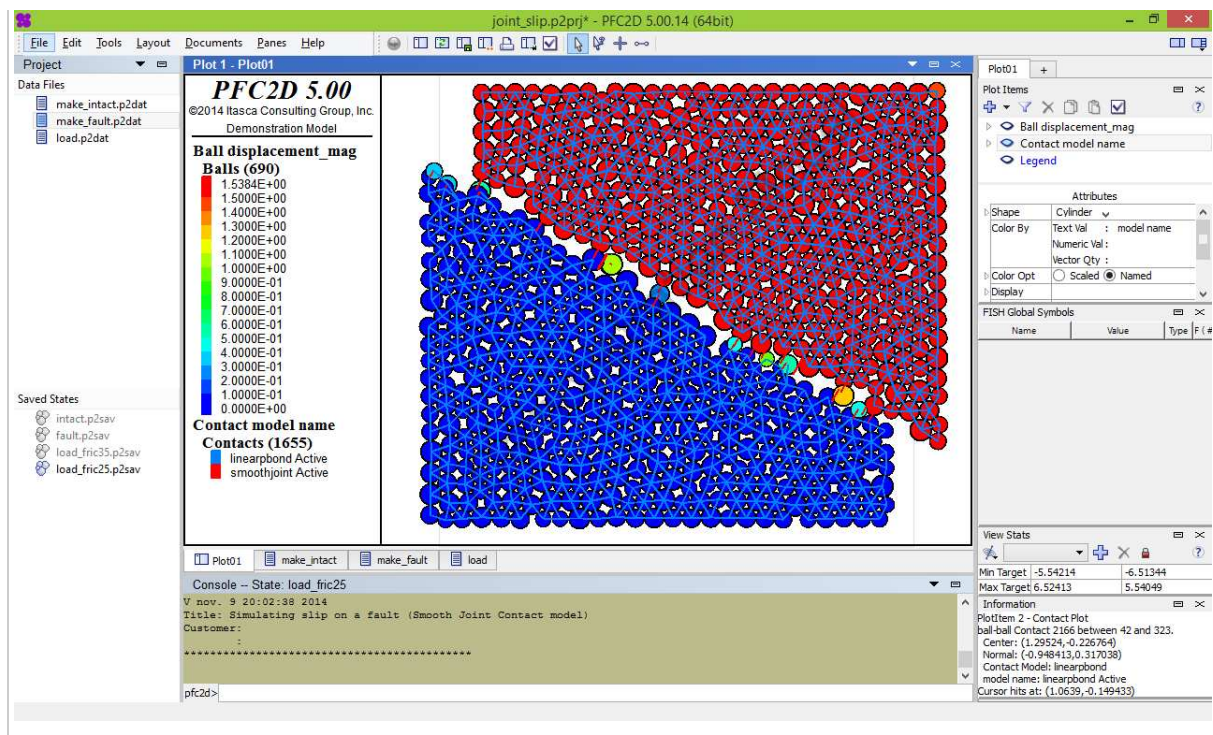 joint_slip.p2prj* - PFC2D 5.00.14 (64bit)
File Edit Tools Layout Documents Panes Help
Project
Data Files
make_intact.p2dat
make_fault.p2dat
load.p2dat
Saved States
intact.p2sav
fault.p2sav
load_fric35.p2sav
load_fric25.p2sav
Plot 1 - Plot01
PFC2D 5.00
©2014 Itasca Consulting Group, Inc.
Demonstration Model
Ball displacement_mag
Balls (690)
1.5384E+00
1.5000E+00
1.4000E+00
1.3000E+00
1.2000E+00
1.1000E+00
1.0000E+00
9.0000E-01
8.0000E-01
7.0000E-01
6.0000E-01
5.0000E-01
4.0000E-01
3.0000E-01
2.0000E-01
1.0000E-01
0.0000E+00
Contact model name
Contacts (1655)
linearpbond Active
smoothjoint Active
Plot01 make_intact make_fault load
Console -- State: load_fric25
V nov. 9 20:02:38 2014
Title: Simulating slip on a fault (Smooth Joint Contact model)
Customer:
:
********************************************
pfc2d>
Plot01 +
Plot Items
Ball displacement_mag
Contact model name
Legend
Attributes
Shape Cylinder
Color By Text Val : model name
Numeric Val :
Vector Qty :
Color Opt Scaled Named
Display
FISH Global Symbols
Name Value Type F ( #
View Stats
Min Target -5.54214 -6.51344
Max Target 6.52413 5.54049
Information
PlotItem 2 - Contact Plot
ball-ball Contact 2166 between 42 and 323.
Center: (1.29524,-0.226764)
Normal: (-0.948413,0.317038)
Contact Model: linearpbond
model name: linearpbond Active
Cursor hits at: (1.0639,-0.149433)